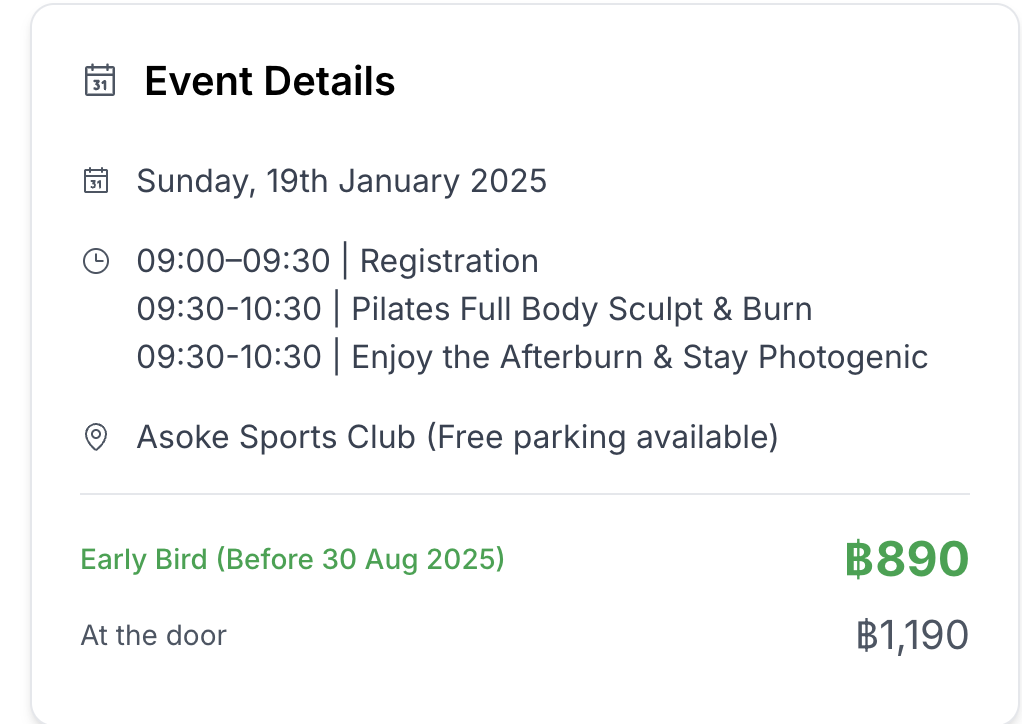 Event Details
Sunday, 19th January 2025
09:00–09:30 | Registration
09:30-10:30 | Pilates Full Body Sculpt & Burn
09:30-10:30 | Enjoy the Afterburn & Stay Photogenic
Asoke Sports Club (Free parking available)
Early Bird (Before 30 Aug 2025) ฿890
At the door ฿1,190